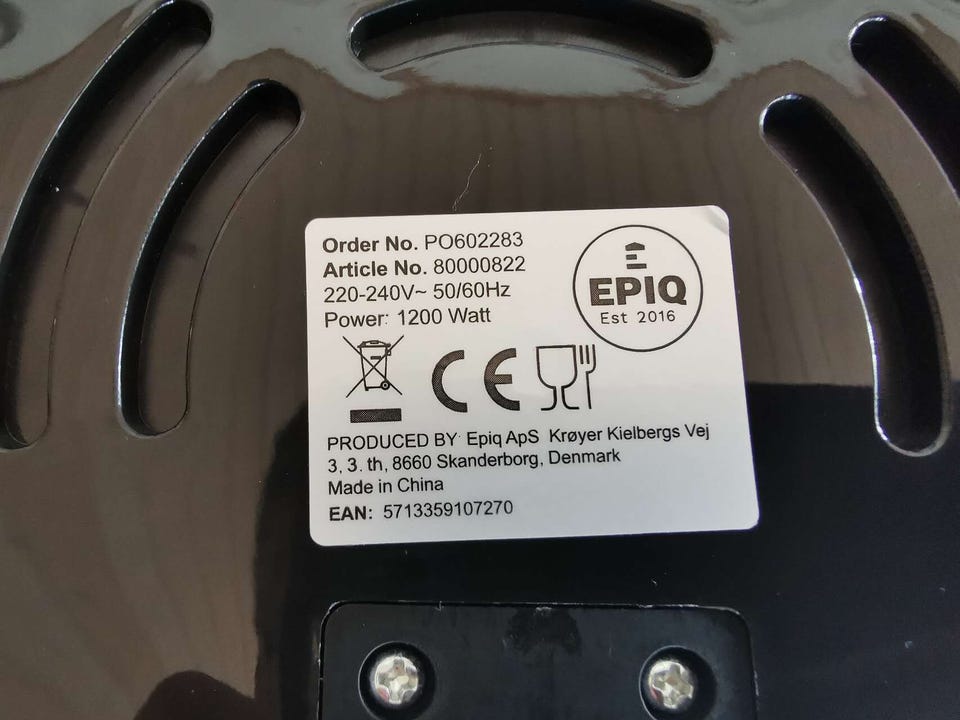 Order No. PO602283
Article No. 80000822
220-240V~ 50/60Hz
Power: 1200 Watt
EPIQ
Est 2016
CE
PRODUCED BY: Epiq ApS Krøyer Kielbergs Vej
3, 3. th, 8660 Skanderborg, Denmark
Made in China
EAN: 5713359107270